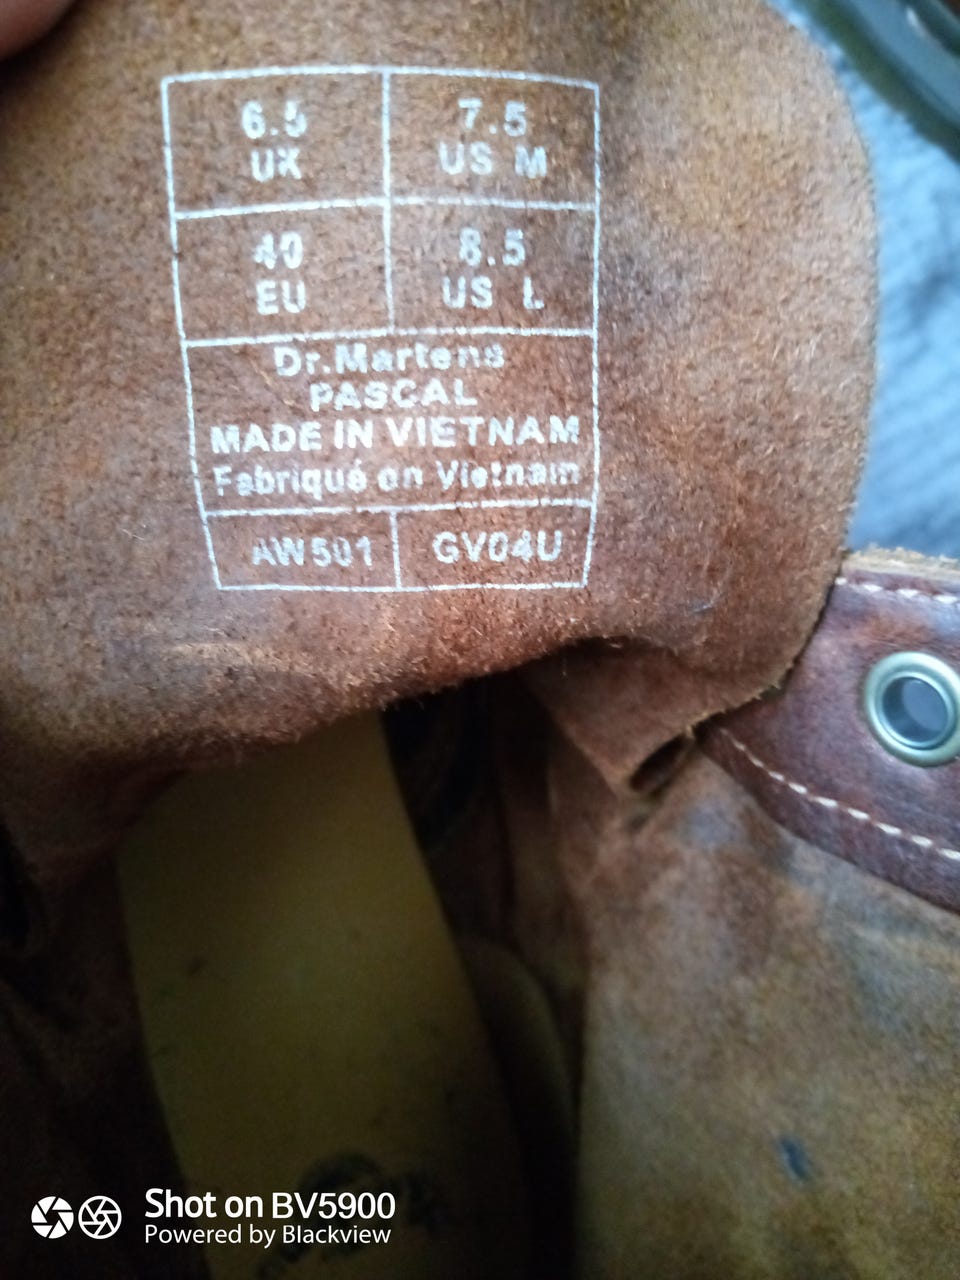 6.5
UK
7.5
US M
40
EU
8.5
US L
Dr.Martens
PASCAL
MADE IN VIETNAM
Fabriqué en Vietnam
AW501
GV04U
Shot on BV5900
Powered by Blackview